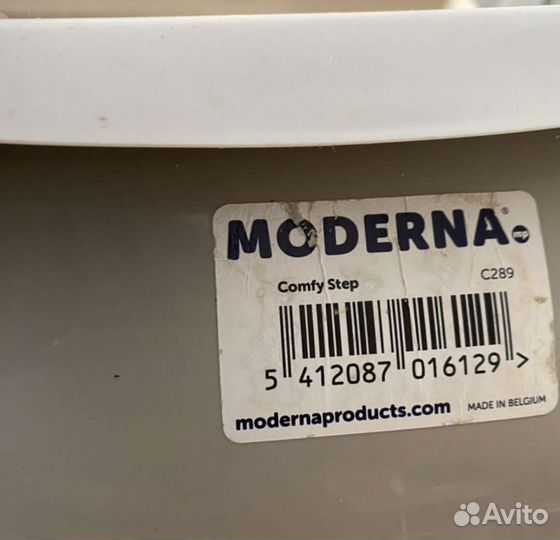 MODERNA®
mp
Comfy Step
C289
5 412087 016129 >
modernaproducts.com
MADE IN BELGIUM
Avito